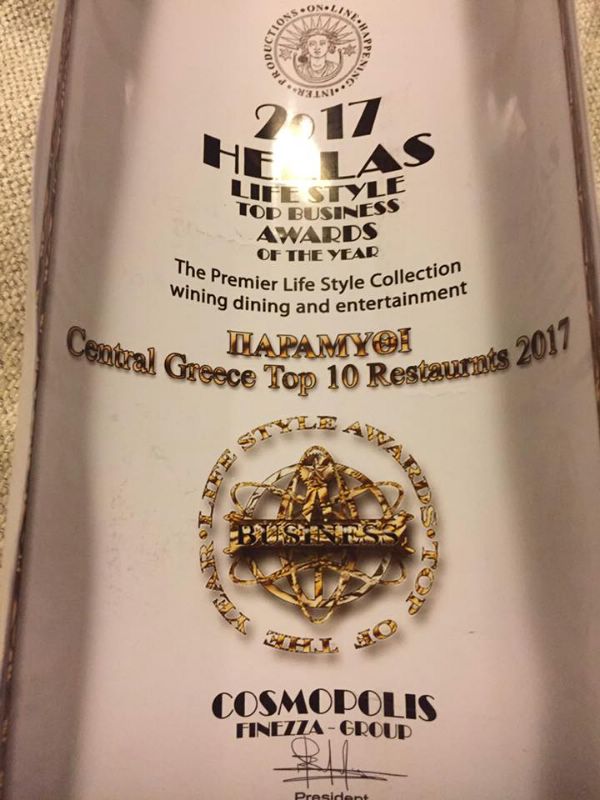 PRODUCTIONS•ON•LINE•HAPPENING•INTER•
2017
HELLAS
LIFE STYLE
TOP BUSINESS
AWARDS
OF THE YEAR
The Premier Life Style Collection
wining dining and entertainment
ΠΑΡΑΜΥΘΙ
Central Greece Top 10 Restaurnts 2017
LIFE STYLE AWARDS•TOP OF THE YEAR•
BUSINESS
COSMOPOLIS
FINEZZA - GROUP
President